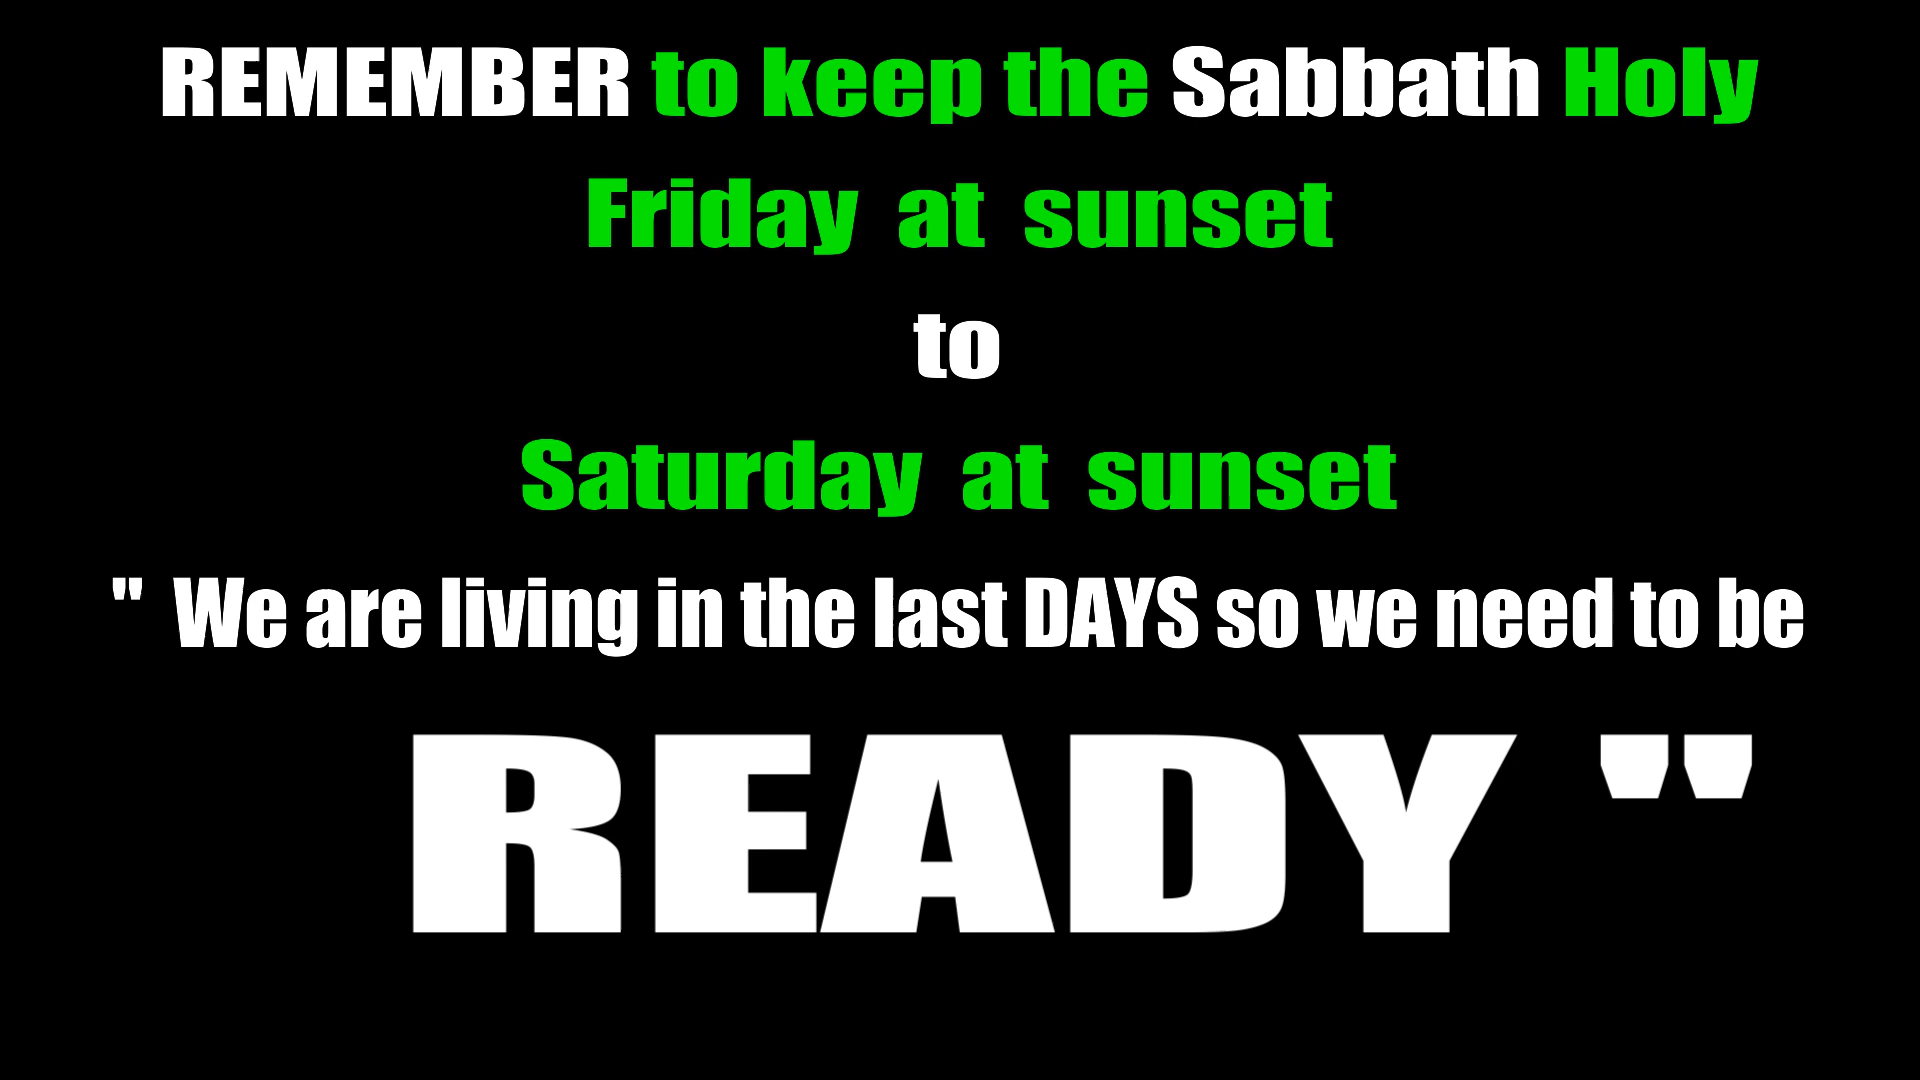 REMEMBER to keep the Sabbath Holy
Friday at sunset
to
Saturday at sunset
" We are living in the last DAYS so we need to be
READY "